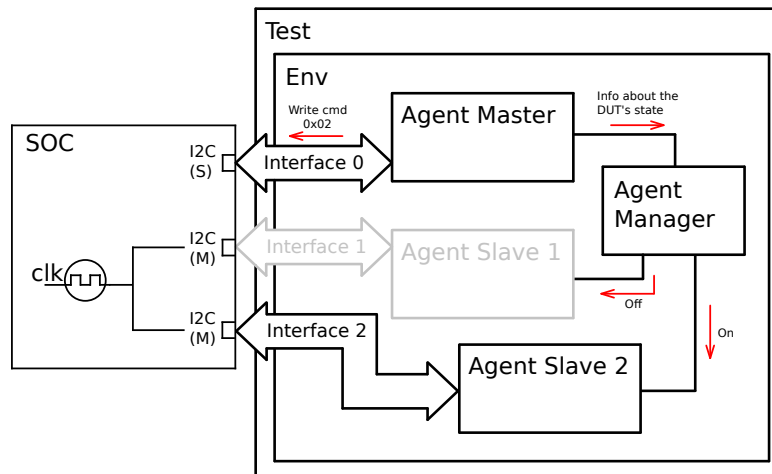 Test
Env
Write cmd
0x02
Agent Master
Info about the
DUT's state
SOC
I2C
(S)
Interface 0
Agent
Manager
I2C
(M)
Interface 1
Agent Slave 1
clk
Off
I2C
(M)
Interface 2
On
Agent Slave 2